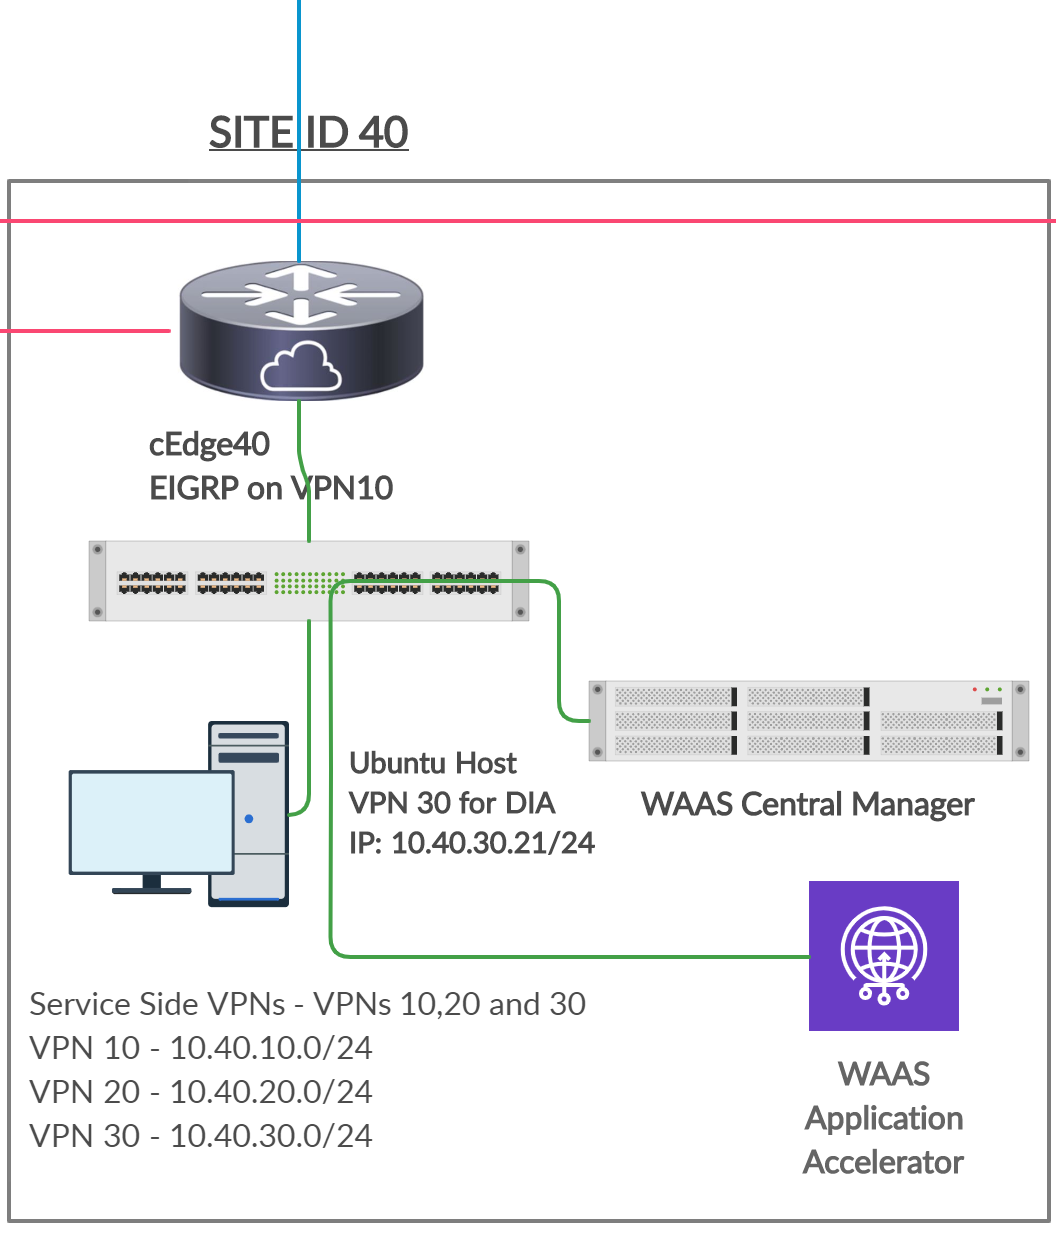 SITE ID 40
cEdge40
EIGRP on VPN10
Ubuntu Host
VPN 30 for DIA
IP: 10.40.30.21/24
WAAS Central Manager
Service Side VPNs - VPNs 10,20 and 30
VPN 10 - 10.40.10.0/24
VPN 20 - 10.40.20.0/24
VPN 30 - 10.40.30.0/24
WAAS
Application
Accelerator